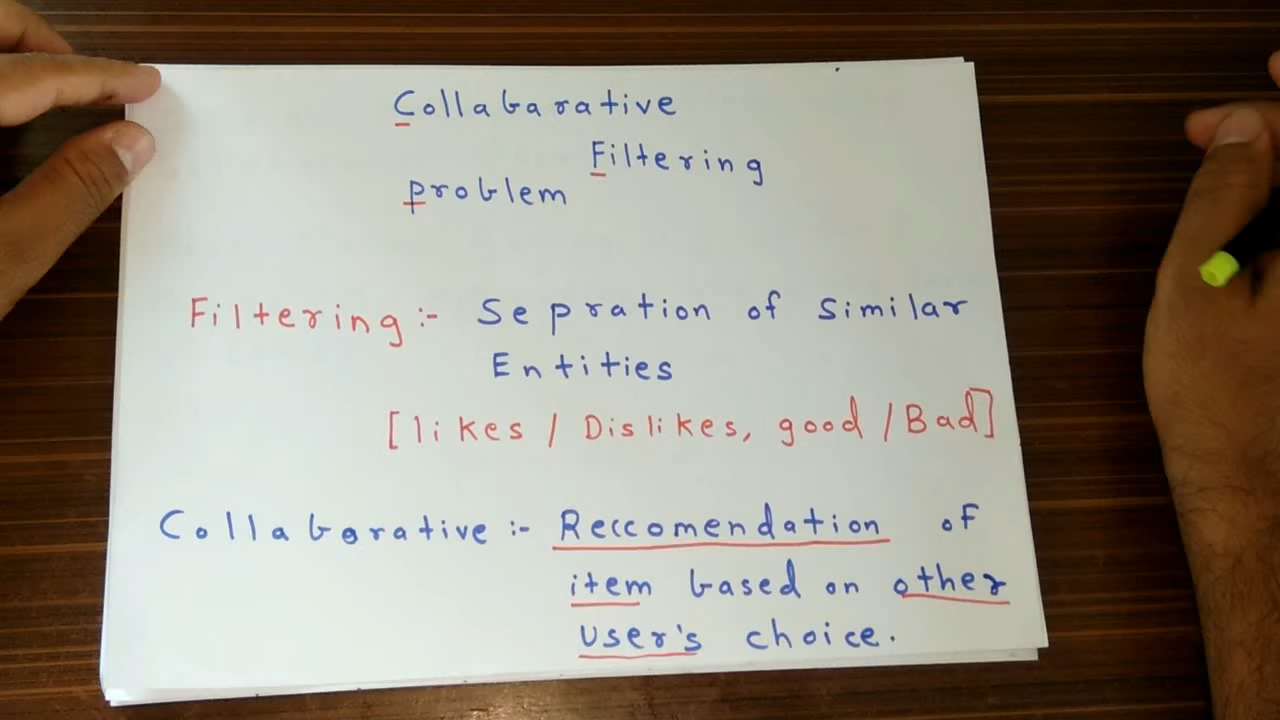 Collabarative
Filtering
problem
Filtering :- Sepration of Similar
Entities
[likes / Dislikes, good / Bad]
Collaborative :- Reccomendation of
item based on other
user's choice.